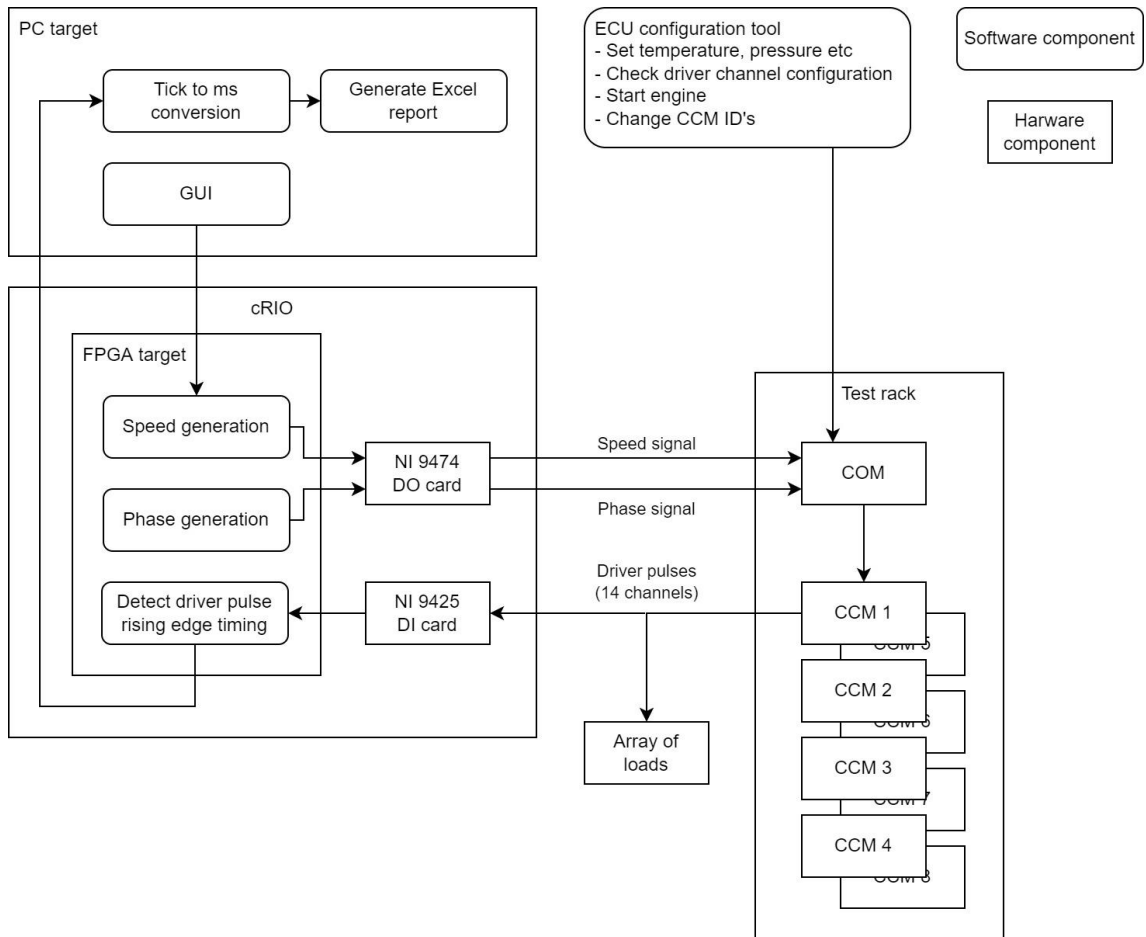 PC target
Tick to ms
conversion
Generate Excel
report
GUI
ECU configuration tool
- Set temperature, pressure etc
- Check driver channel configuration
- Start engine
- Change CCM ID's
Software component
Harware
component
cRIO
FPGA target
Speed generation
Phase generation
Detect driver pulse
rising edge timing
NI 9474
DO card
NI 9425
DI card
Speed signal
Phase signal
Driver pulses
(14 channels)
Array of
loads
Test rack
COM
CCM 1
CCM 2
CCM 3
CCM 4